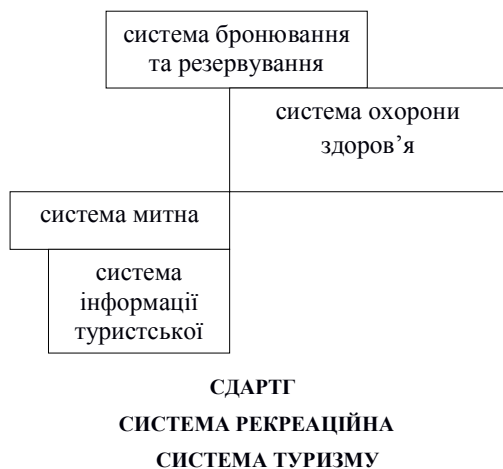 система бронювання
та резервування
система охорони
здоров’я
система митна
система
інформації
туристської
СДАРТГ
СИСТЕМА РЕКРЕАЦІЙНА
СИСТЕМА ТУРИЗМУ